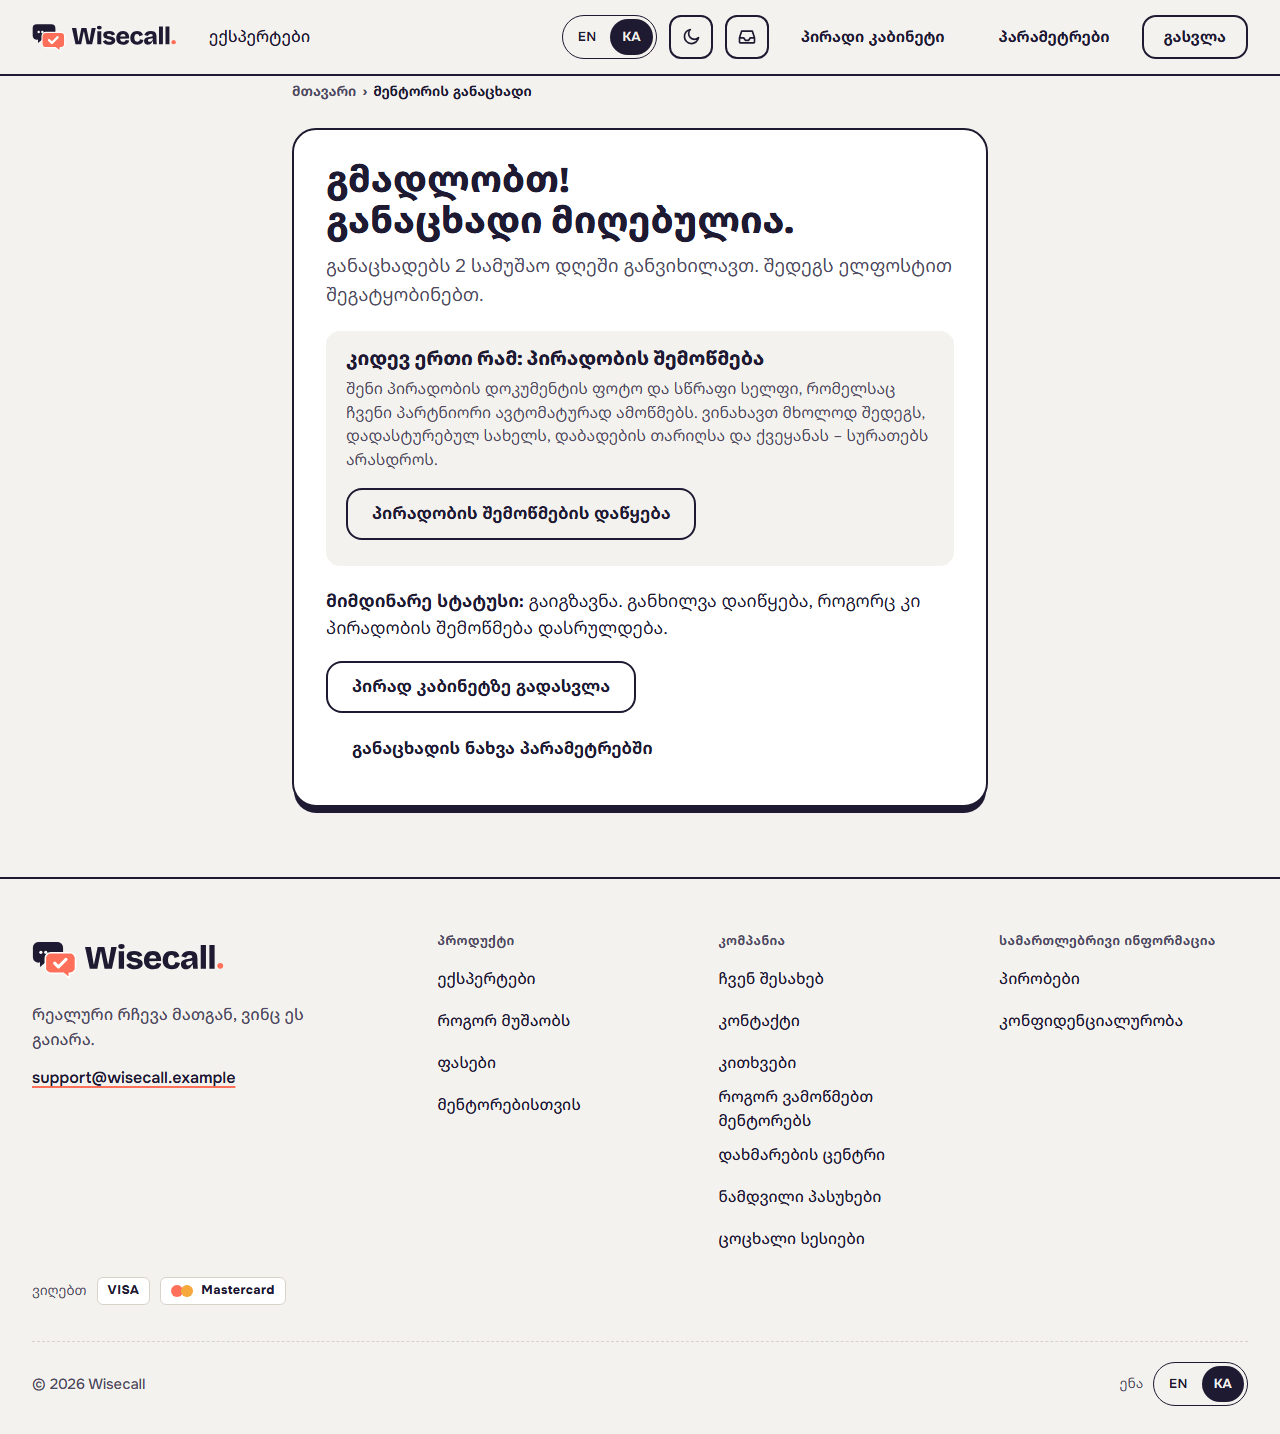 Wisecall.
ექსპერტები
EN KA
პირადი კაბინეტი
პარამეტრები
გასვლა
მთავარი › მენტორის განაცხადი
გმადლობთ!
განაცხადი მიღებულია.
განაცხადებს 2 სამუშაო დღეში განვიხილავთ. შედეგს ელფოსტით
შეგატყობინებთ.
კიდევ ერთი რამ: პირადობის შემოწმება
შენი პირადობის დოკუმენტის ფოტო და სწრაფი სელფი, რომელსაც
ჩვენი პარტნიორი ავტომატურად ამოწმებს. ვინახავთ მხოლოდ შედეგს,
დადასტურებულ სახელს, დაბადების თარიღსა და ქვეყანას – სურათებს
არასდროს.
პირადობის შემოწმების დაწყება
მიმდინარე სტატუსი: გაიგზავნა. განხილვა დაიწყება, როგორც კი
პირადობის შემოწმება დასრულდება.
პირად კაბინეტზე გადასვლა
განაცხადის ნახვა პარამეტრებში
Wisecall.
რეალური რჩევა მათგან, ვინც ეს
გაიარა.
support@wisecall.example
პროდუქტი
ექსპერტები
როგორ მუშაობს
ფასები
მენტორებისთვის
კომპანია
ჩვენ შესახებ
კონტაქტი
კითხვები
როგორ ვამოწმებთ
მენტორებს
დახმარების ცენტრი
ნამდვილი პასუხები
ცოცხალი სესიები
სამართლებრივი ინფორმაცია
პირობები
კონფიდენციალურობა
ვიღებთ VISA Mastercard
© 2026 Wisecall
ენა EN KA